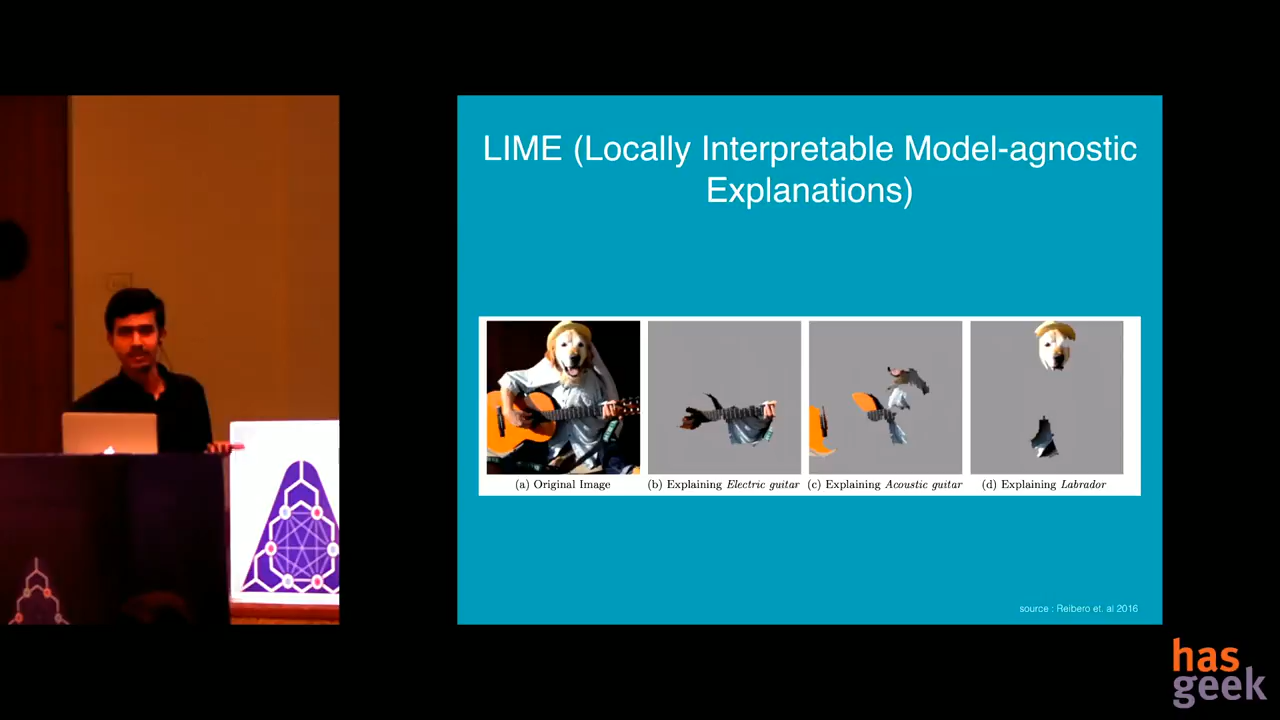 LIME (Locally Interpretable Model-agnostic
Explanations)
(a) Original Image
(b) Explaining Electric guitar
(c) Explaining Acoustic guitar
(d) Explaining Labrador
source : Reibero et. al 2016
has
geek